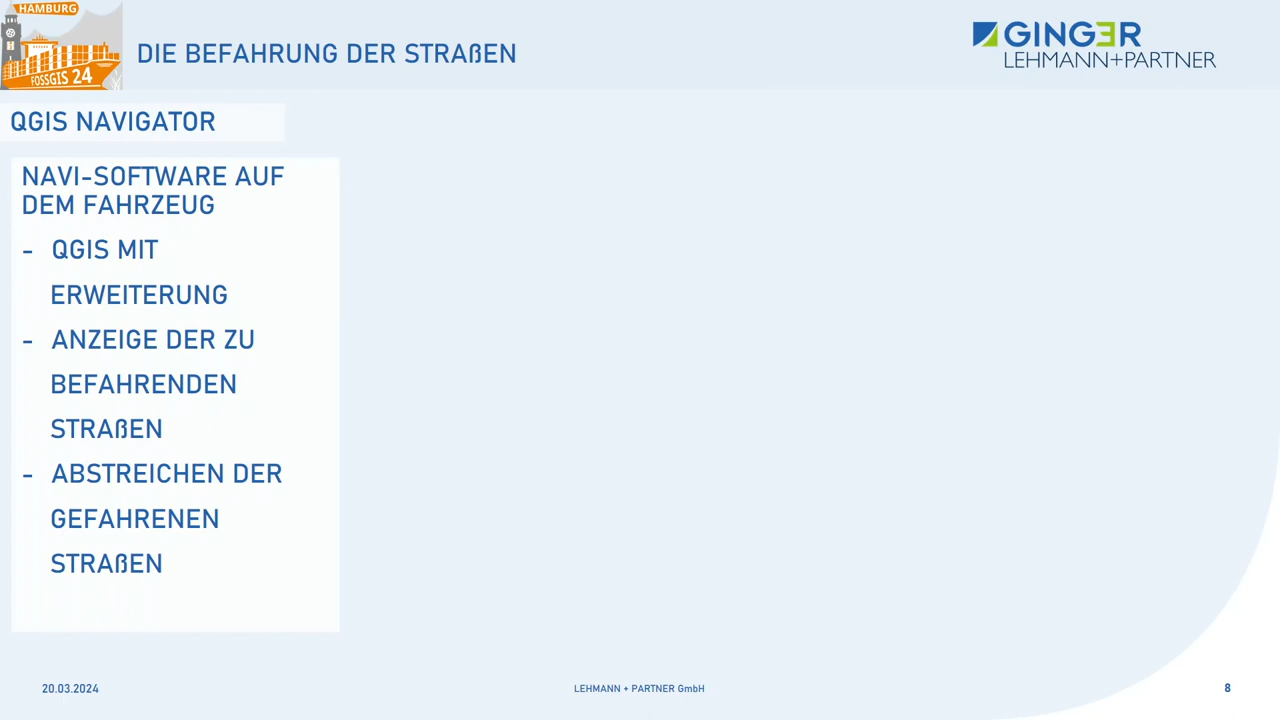 HAMBURG
FOSSGIS 24
DIE BEFAHRUNG DER STRAßEN
GINGER
LEHMANN+PARTNER
QGIS NAVIGATOR
NAVI-SOFTWARE AUF
DEM FAHRZEUG
- QGIS MIT
ERWEITERUNG
- ANZEIGE DER ZU
BEFAHRENDEN
STRAßEN
- ABSTREICHEN DER
GEFAHRENEN
STRAßEN
20.03.2024
LEHMANN + PARTNER GmbH
8